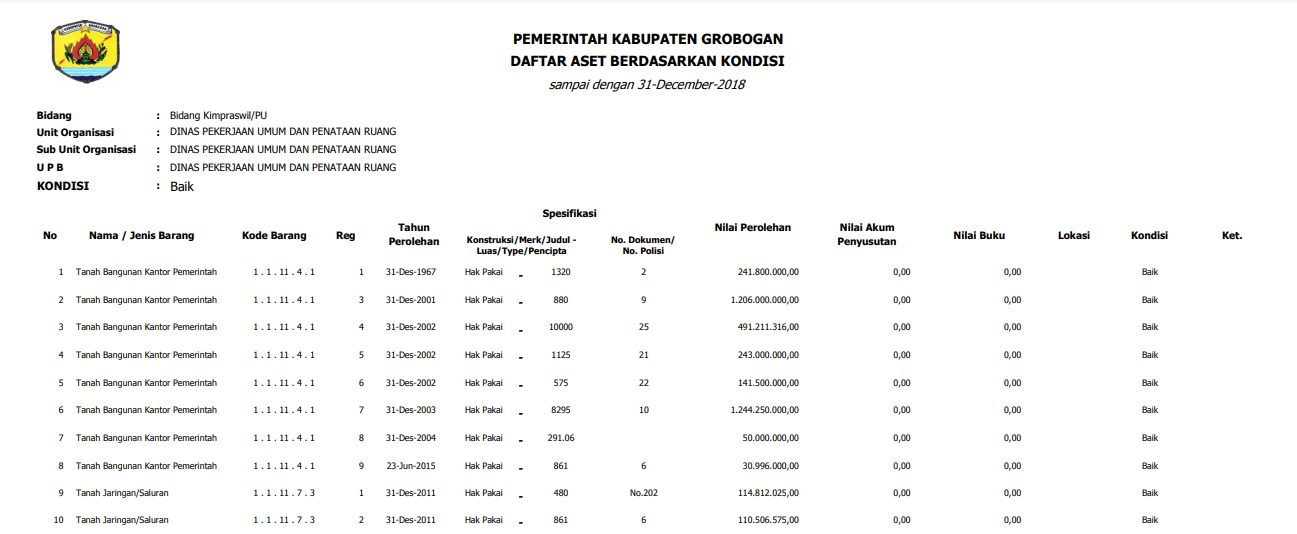 PEMERINTAH KABUPATEN GROBOGAN
DAFTAR ASET BERDASARKAN KONDISI
sampai dengan 31-December-2018
Bidang : Bidang Kimpraswil/PU
Unit Organisasi : DINAS PEKERJAAN UMUM DAN PENATAAN RUANG
Sub Unit Organisasi : DINAS PEKERJAAN UMUM DAN PENATAAN RUANG
U P B : DINAS PEKERJAAN UMUM DAN PENATAAN RUANG
KONDISI : Baik
No Nama / Jenis Barang Kode Barang Reg Tahun Perolehan Spesifikasi Konstruksi/Merk/Judul - Luas/Type/Pencipta No. Dokumen/ No. Polisi Nilai Perolehan Nilai Akum Penyusutan Nilai Buku Lokasi Kondisi Ket.
1 Tanah Bangunan Kantor Pemerintah 1 . 1 . 11 . 4 . 1 1 31-Des-1967 Hak Pakai - 1320 2 241.800.000,00 0,00 0,00 Baik
2 Tanah Bangunan Kantor Pemerintah 1 . 1 . 11 . 4 . 1 3 31-Des-2001 Hak Pakai - 880 9 1.206.000.000,00 0,00 0,00 Baik
3 Tanah Bangunan Kantor Pemerintah 1 . 1 . 11 . 4 . 1 4 31-Des-2002 Hak Pakai - 10000 25 491.211.316,00 0,00 0,00 Baik
4 Tanah Bangunan Kantor Pemerintah 1 . 1 . 11 . 4 . 1 5 31-Des-2002 Hak Pakai - 1125 21 243.000.000,00 0,00 0,00 Baik
5 Tanah Bangunan Kantor Pemerintah 1 . 1 . 11 . 4 . 1 6 31-Des-2002 Hak Pakai - 575 22 141.500.000,00 0,00 0,00 Baik
6 Tanah Bangunan Kantor Pemerintah 1 . 1 . 11 . 4 . 1 7 31-Des-2003 Hak Pakai - 8295 10 1.244.250.000,00 0,00 0,00 Baik
7 Tanah Bangunan Kantor Pemerintah 1 . 1 . 11 . 4 . 1 8 31-Des-2004 Hak Pakai - 291.06 50.000.000,00 0,00 0,00 Baik
8 Tanah Bangunan Kantor Pemerintah 1 . 1 . 11 . 4 . 1 9 23-Jun-2015 Hak Pakai - 861 6 30.996.000,00 0,00 0,00 Baik
9 Tanah Jaringan/Saluran 1 . 1 . 11 . 7 . 3 1 31-Des-2011 Hak Pakai - 480 No.202 114.812.025,00 0,00 0,00 Baik
10 Tanah Jaringan/Saluran 1 . 1 . 11 . 7 . 3 2 31-Des-2011 Hak Pakai - 861 6 110.506.575,00 0,00 0,00 Baik